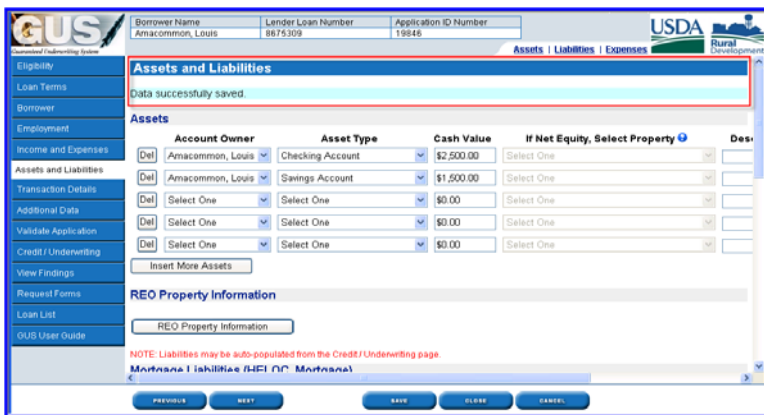 GUS
Guaranteed Underwriting System
Borrower Name Lender Loan Number Application ID Number
Amacommon, Louis 8675309 19846
Assets | Liabilities | Expenses
USDA
Rural
Development
Eligibility
Loan Terms
Borrower
Employment
Income and Expenses
Assets and Liabilities
Transaction Details
Additional Data
Validate Application
Credit / Underwriting
View Findings
Request Forms
Loan List
GUS User Guide
Assets and Liabilities
Data successfully saved.
Assets
Account Owner Asset Type Cash Value If Net Equity, Select Property ? Des
Del Amacommon, Louis Checking Account $2,500.00 Select One
Del Amacommon, Louis Savings Account $1,500.00 Select One
Del Select One Select One $0.00 Select One
Del Select One Select One $0.00 Select One
Del Select One Select One $0.00 Select One
Insert More Assets
REO Property Information
REO Property Information
NOTE: Liabilities may be auto-populated from the Credit / Underwriting page.
Mortgage Liabilities (HELOC, Mortgage)
PREVIOUS NEXT SAVE CLOSE CANCEL